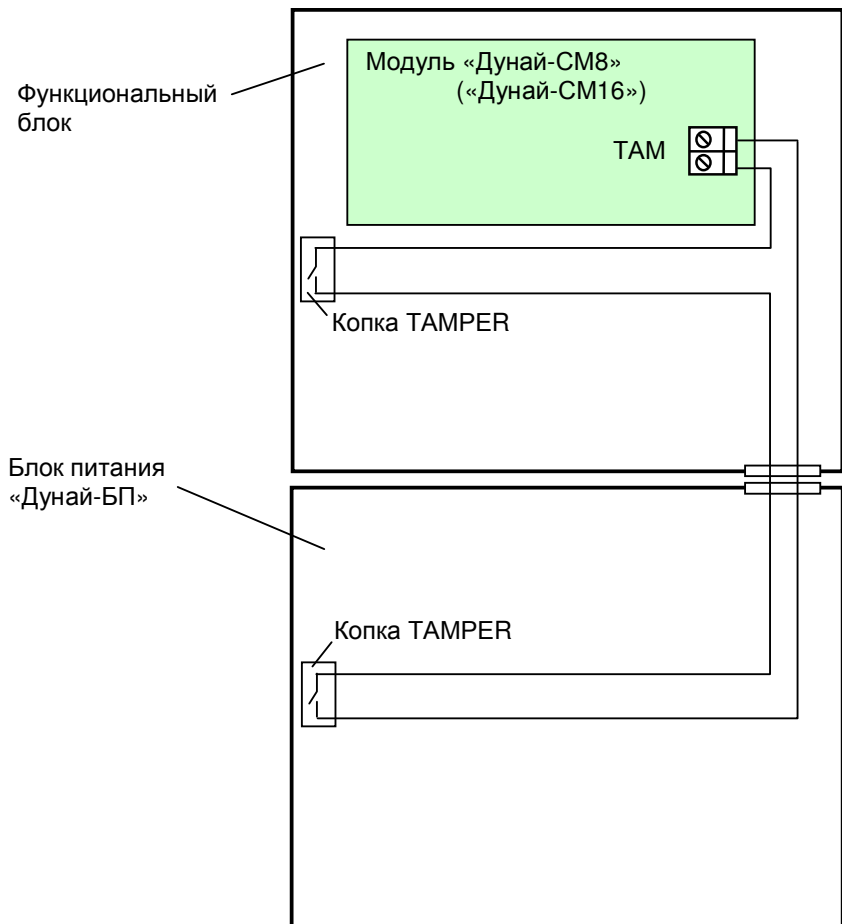 Модуль «Дунай-СМ8»
(«Дунай-СМ16»)
Функциональный
блок
ТАМ
Копка TAMPER
Блок питания
«Дунай-БП»
Копка TAMPER